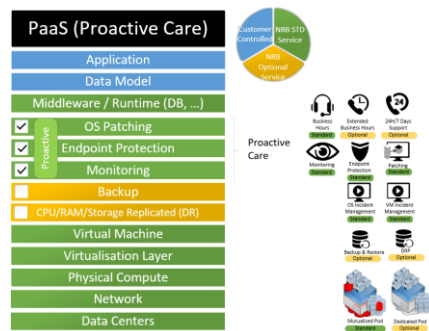 PaaS (Proactive Care)
Application
Data Model
Middleware / Runtime (DB, ...)
Proactive
OS Patching
Endpoint Protection
Monitoring
Backup
CPU/RAM/Storage Replicated (DR)
Virtual Machine
Virtualisation Layer
Physical Compute
Network
Data Centers
Customer
Controlled
NRB STD
Service
NRB
Optional
Service
Proactive
Care
Business
Hours
Standard
Extended
Business Hours
Optional
24
24H/7 Days
Support
Optional
Monitoring
Standard
Endpoint
Protection
Standard
Patching
Standard
OS Incident
Management
Standard
VM Incident
Management
Standard
Backup & Restore
Optional
DRP
Optional
Mutualized Pod
Standard
Dedicated Pod
Optional